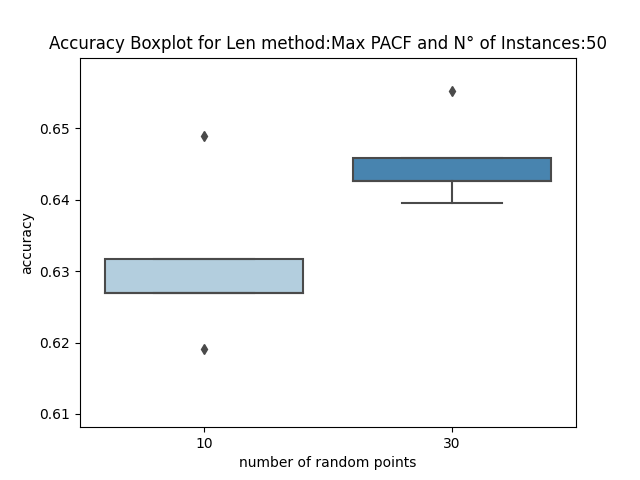 Accuracy Boxplot for Len method:Max PACF and N° of Instances:50
0.65
0.64
0.63
0.62
0.61
accuracy
10
30
number of random points